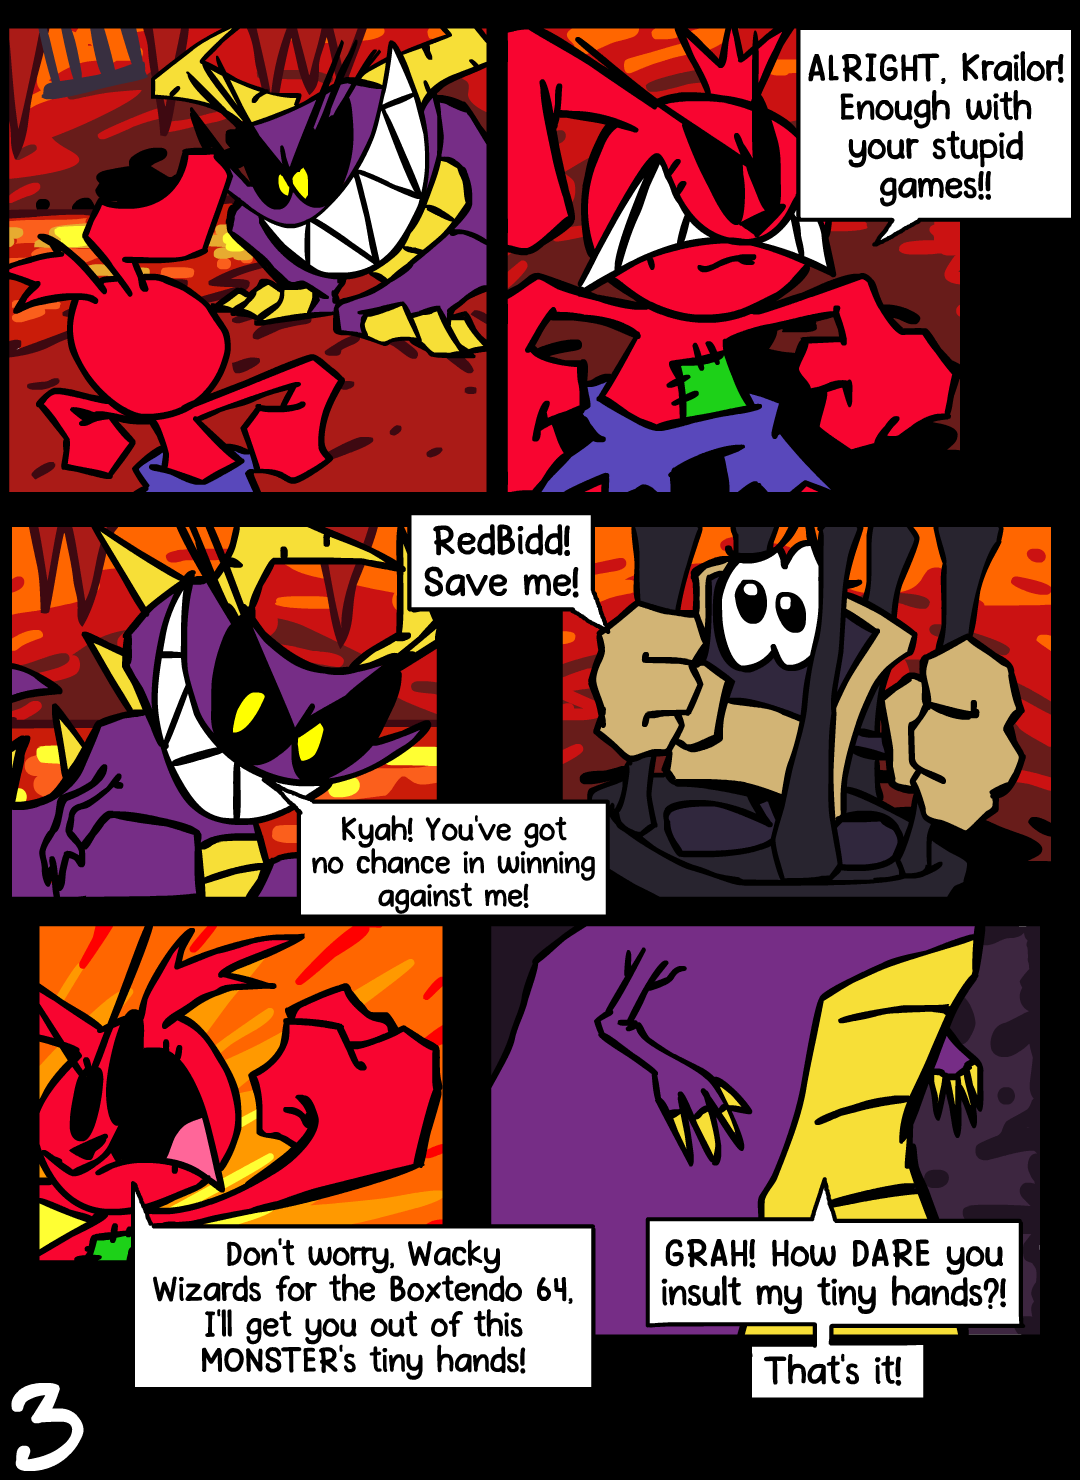 ALRIGHT, Krailor!
Enough with
your stupid
games!!
RedBidd!
Save me!
Kyah! You've got
no chance in winning
against me!
Don't worry, Wacky
Wizards for the Boxtendo 64,
I'll get you out of this
MONSTER's tiny hands!
GRAH! How DARE you
insult my tiny hands?!
That's it!
3